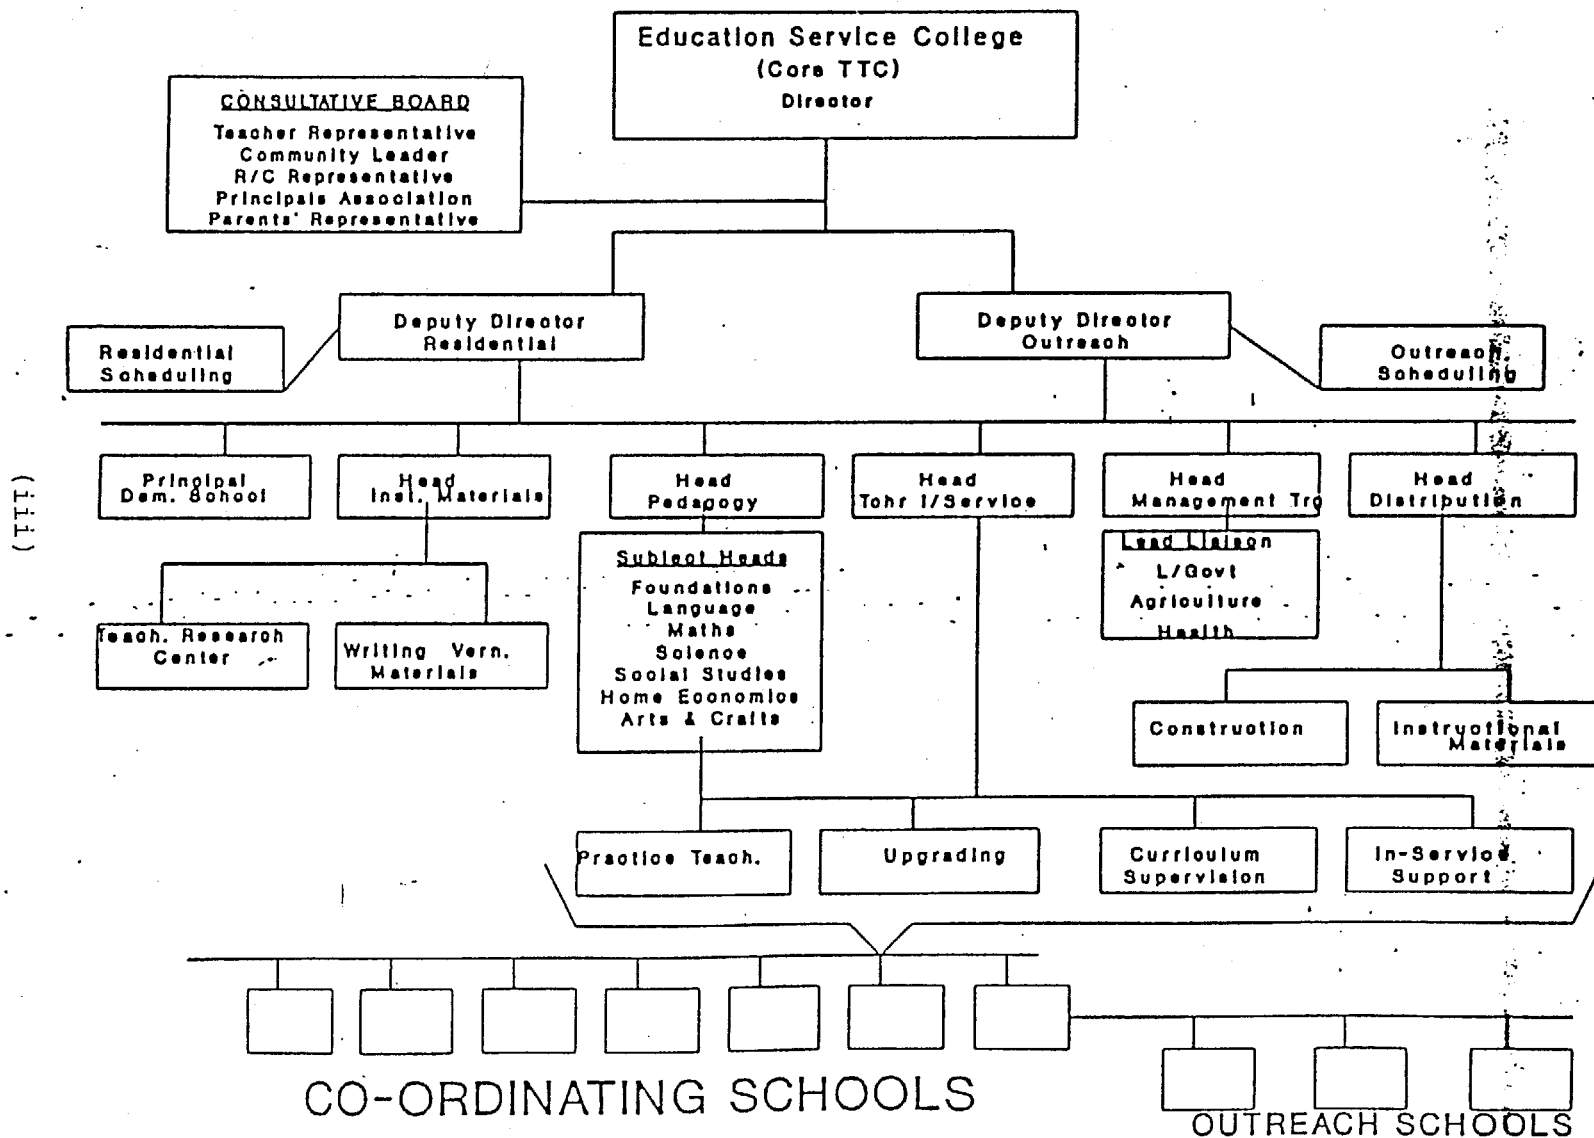 Education Service College
(Core TTC)
Director
CONSULTATIVE BOARD
Teacher Representative
Community Leader
R/C Representative
Principals Association
Parents' Representative
Deputy Director
Residential
Deputy Director
Outreach
Residential
Scheduling
Outreach
Scheduling
Principal
Dem. School
Head
Inst. Materials
Head
Pedagogy
Head
Tchr I/Service
Head
Management Trg
Head
Distribution
Subject Heads
Foundations
Language
Maths
Science
Social Studies
Home Economics
Arts & Crafts
Lead Liaison
L/Govt
Agriculture
Health
Teach. Research
Center
Writing Vern.
Materials
Construction
Instructional
Materials
Practice Teach.
Upgrading
Curriculum
Supervision
In-Service
Support
CO-ORDINATING SCHOOLS
OUTREACH SCHOOLS
(iii)